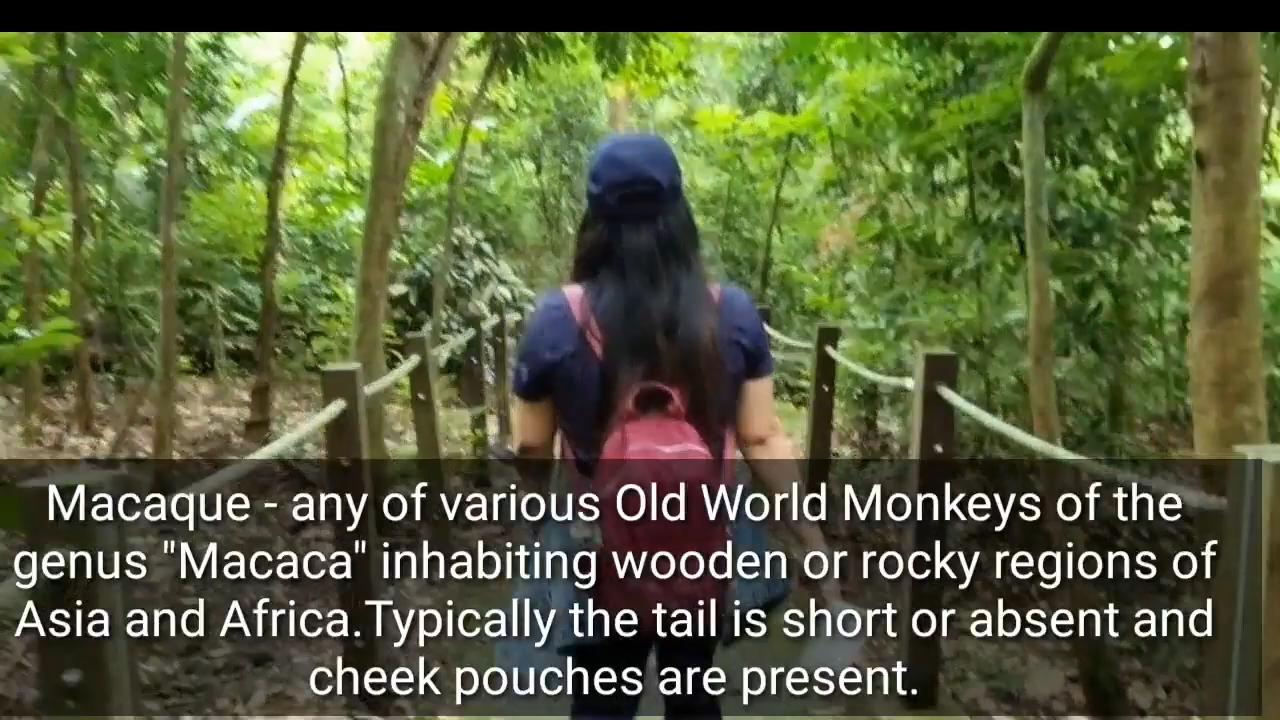 Macaque - any of various Old World Monkeys of the
genus "Macaca" inhabiting wooden or rocky regions of
Asia and Africa.Typically the tail is short or absent and
cheek pouches are present.